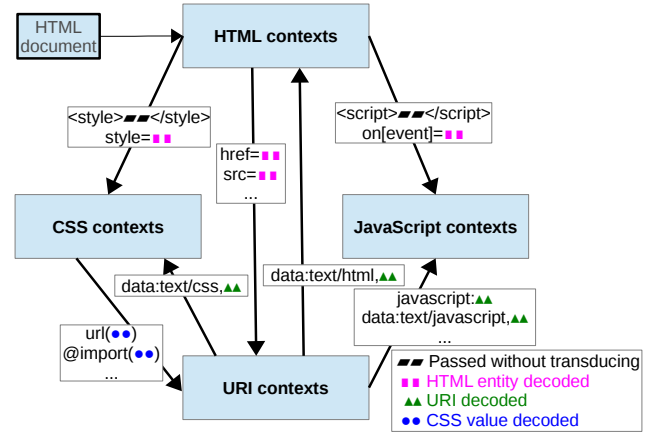 HTML
document
HTML contexts
<style>▰▰</style>
style=∎∎
<script>▰▰</script>
on[event]=∎∎
href=∎∎
src=∎∎
...
CSS contexts
JavaScript contexts
data:text/css,▴▴
data:text/html,▴▴
javascript:▴▴
data:text/javascript,▴▴
...
url(●●)
@import(●●)
...
URI contexts
▰▰ Passed without transducing
∎∎ HTML entity decoded
▴▴ URI decoded
●● CSS value decoded